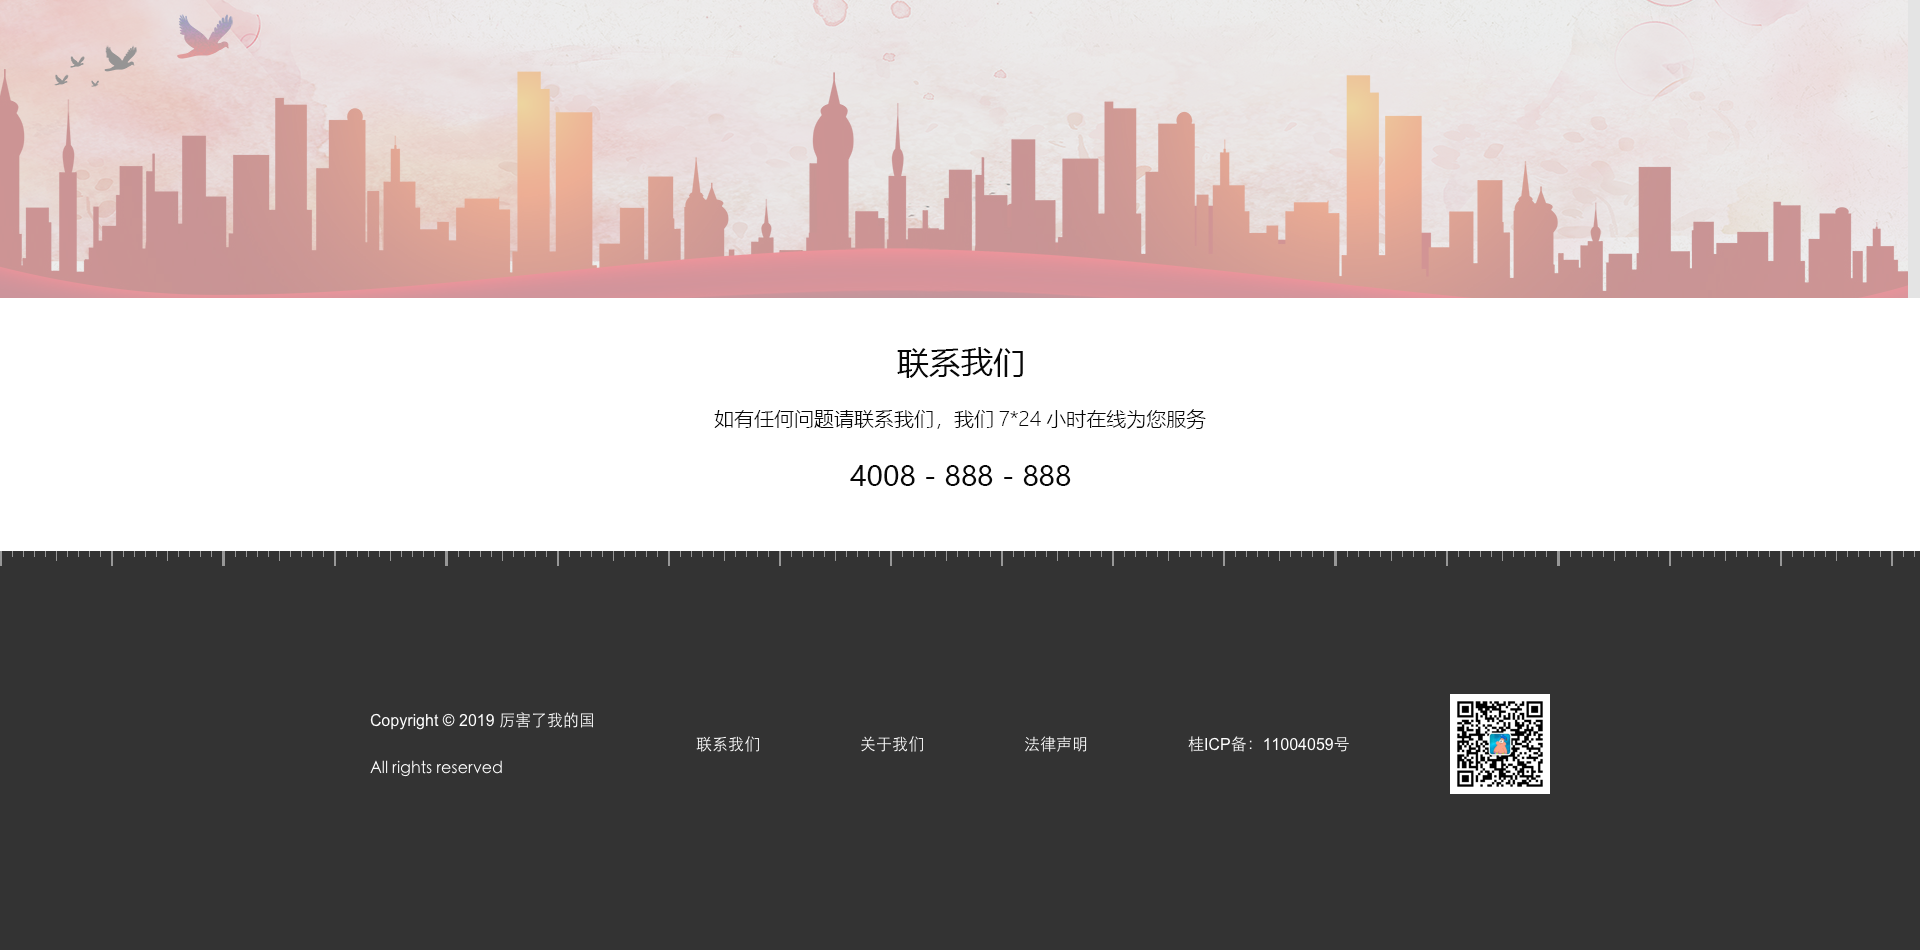 联系我们
如有任何问题请联系我们，我们 7*24 小时在线为您服务
4008 - 888 - 888
Copyright © 2019 厉害了我的国
All rights reserved
联系我们
关于我们
法律声明
桂ICP备：11004059号